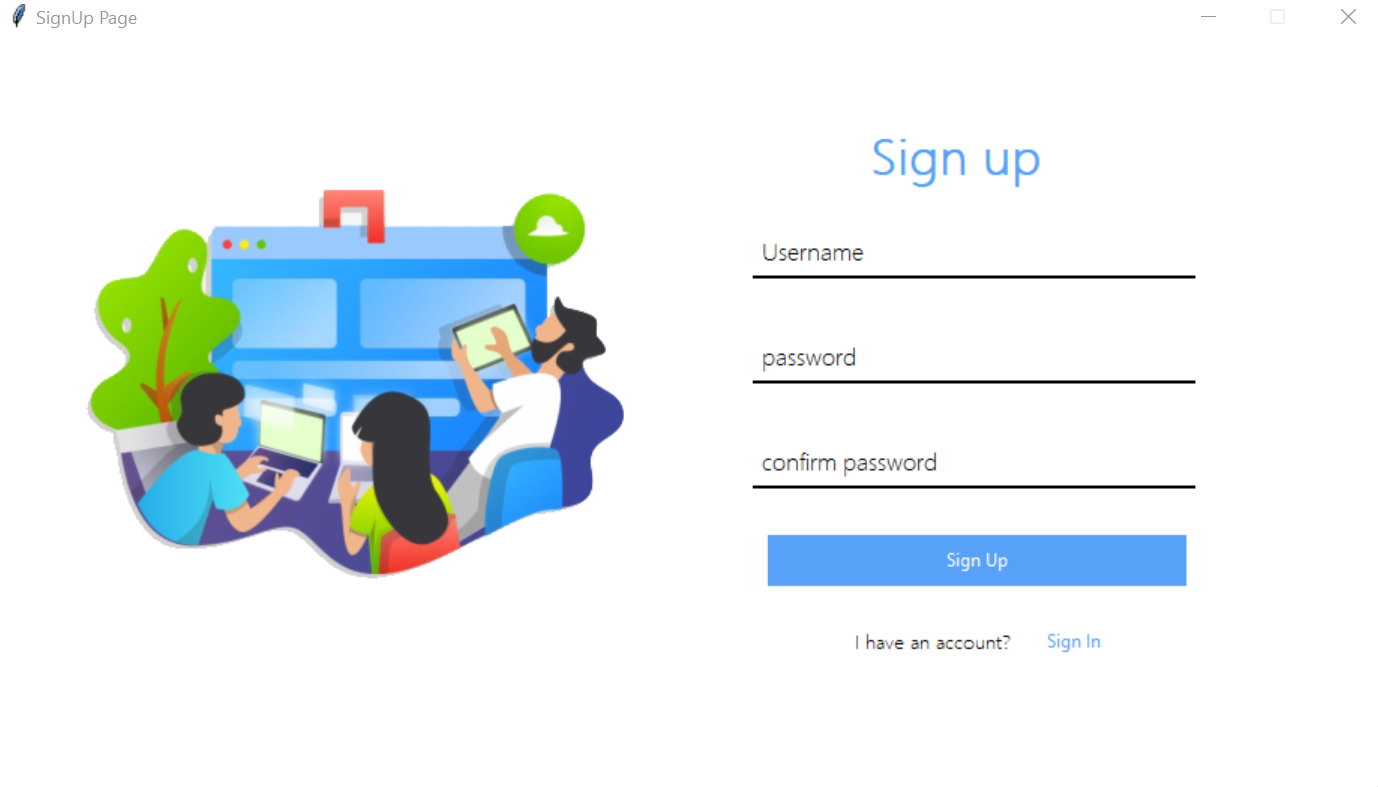 SignUp Page
Sign up
Username
password
confirm password
Sign Up
I have an account? Sign In